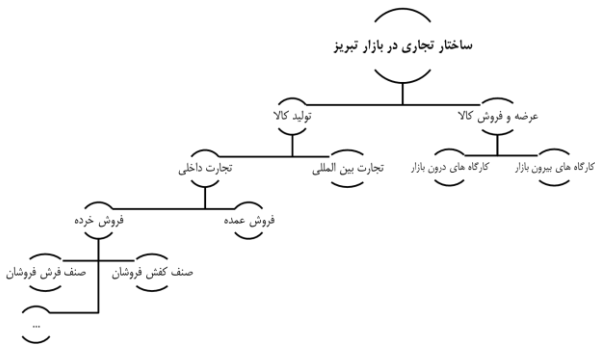 ساختار تجاری در بازار تبریز
عرضه و فروش کالا
تولید کالا
کارگاه های بیرون بازار
کارگاه های درون بازار
تجارت بین المللی
تجارت داخلی
فروش عمده
فروش خرده
صنف کفش فروشان
صنف فرش فروشان
...